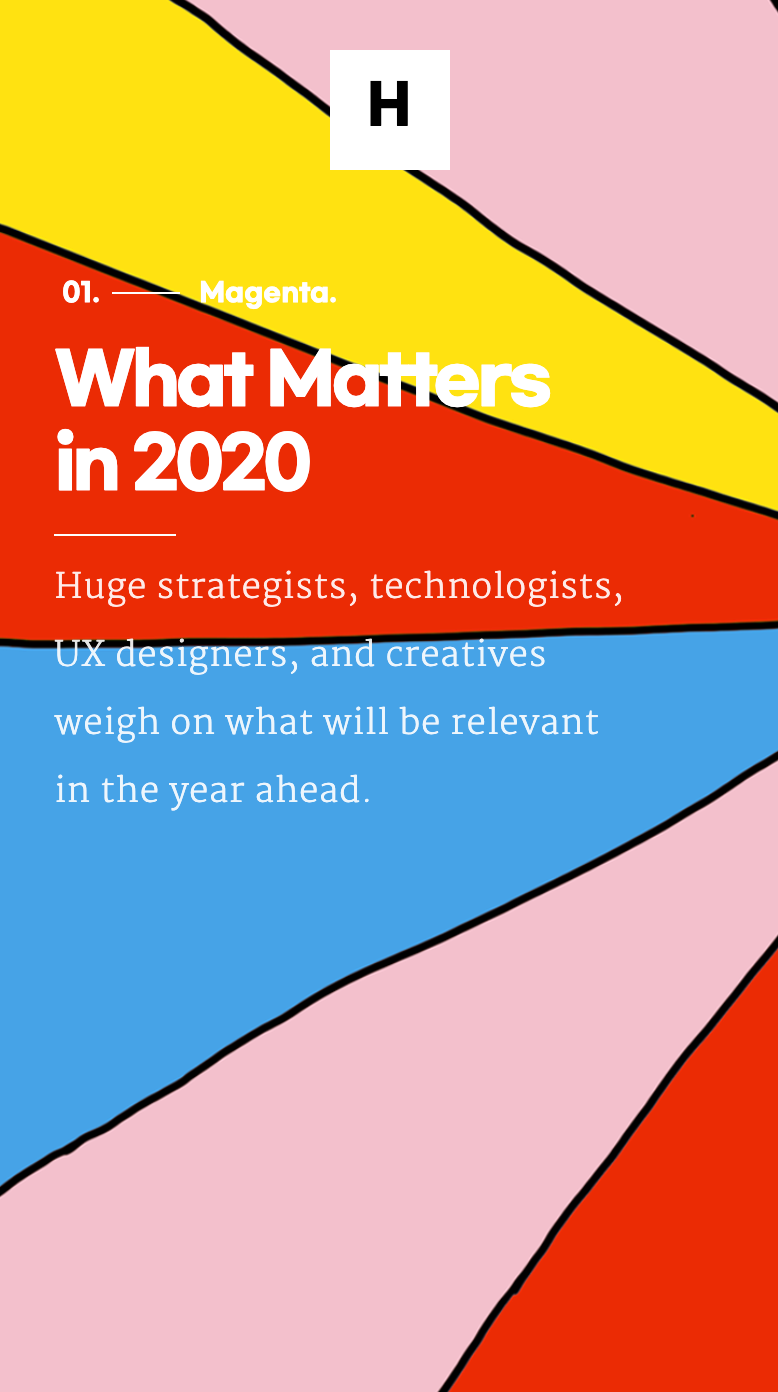 H
01. Magenta.
What Matters
in 2020
Huge strategists, technologists,
UX designers, and creatives
weigh on what will be relevant
in the year ahead.